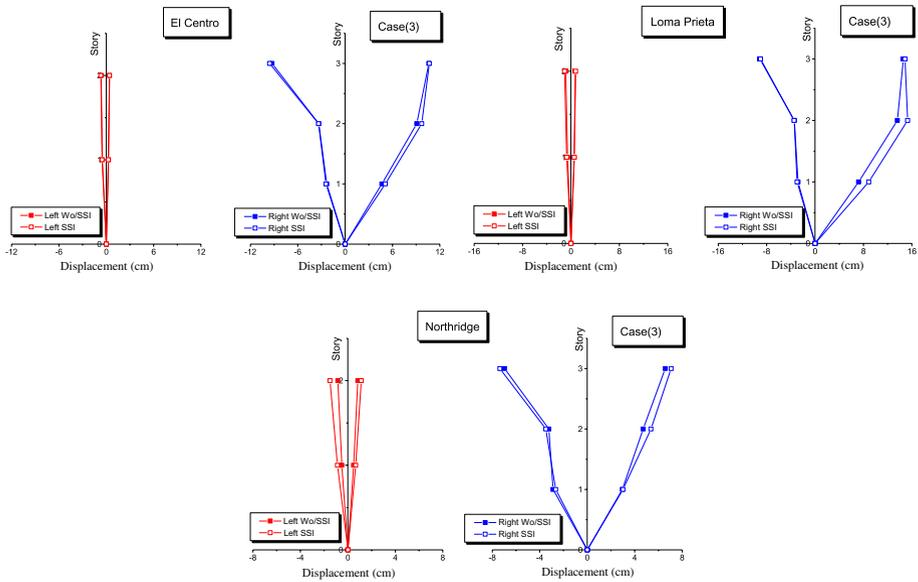 El Centro
Case(3)
Story
Left Wo/SSI
Left SSI
-12 -6 0 6 12
Displacement (cm)
Story
3
2
1
0
Right Wo/SSI
Right SSI
-12 -6 0 6 12
Displacement (cm)
Loma Prieta
Case(3)
Story
Left Wo/SSI
Left SSI
-16 -8 0 8 16
Displacement (cm)
Story
3
2
1
0
Right Wo/SSI
Right SSI
-16 -8 0 8 16
Displacement (cm)
Northridge
Case(3)
Story
2
0
Left Wo/SSI
Left SSI
-8 -4 0 4 8
Displacement (cm)
Story
3
2
1
0
Right Wo/SSI
Right SSI
-8 -4 0 4 8
Displacement (cm)